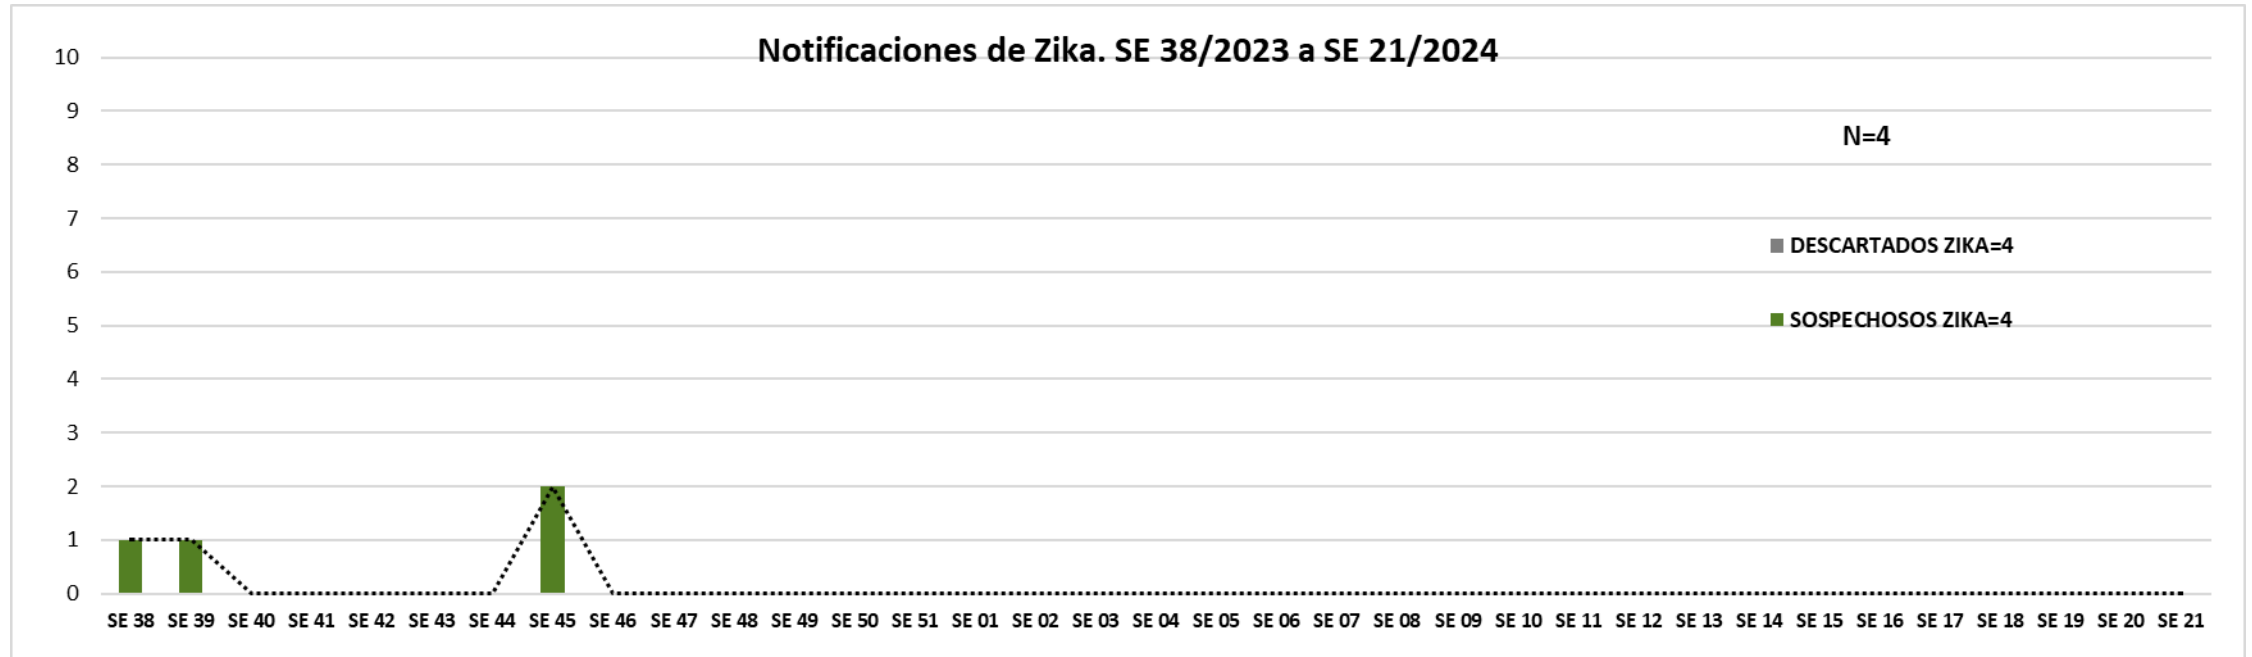 Notificaciones de Zika. SE 38/2023 a SE 21/2024
10
9
N=4
8
7
DESCARTADOS ZIKA=4
6
5
SOSPECHOSOS ZIKA=4
4
3
2
1
0
SE 38 SE 39 SE 40 SE 41 SE 42 SE 43 SE 44 SE 45 SE 46 SE 47 SE 48 SE 49 SE 50 SE 51 SE 01 SE 02 SE 03 SE 04 SE 05 SE 06 SE 07 SE 08 SE 09 SE 10 SE 11 SE 12 SE 13 SE 14 SE 15 SE 16 SE 17 SE 18 SE 19 SE 20 SE 21